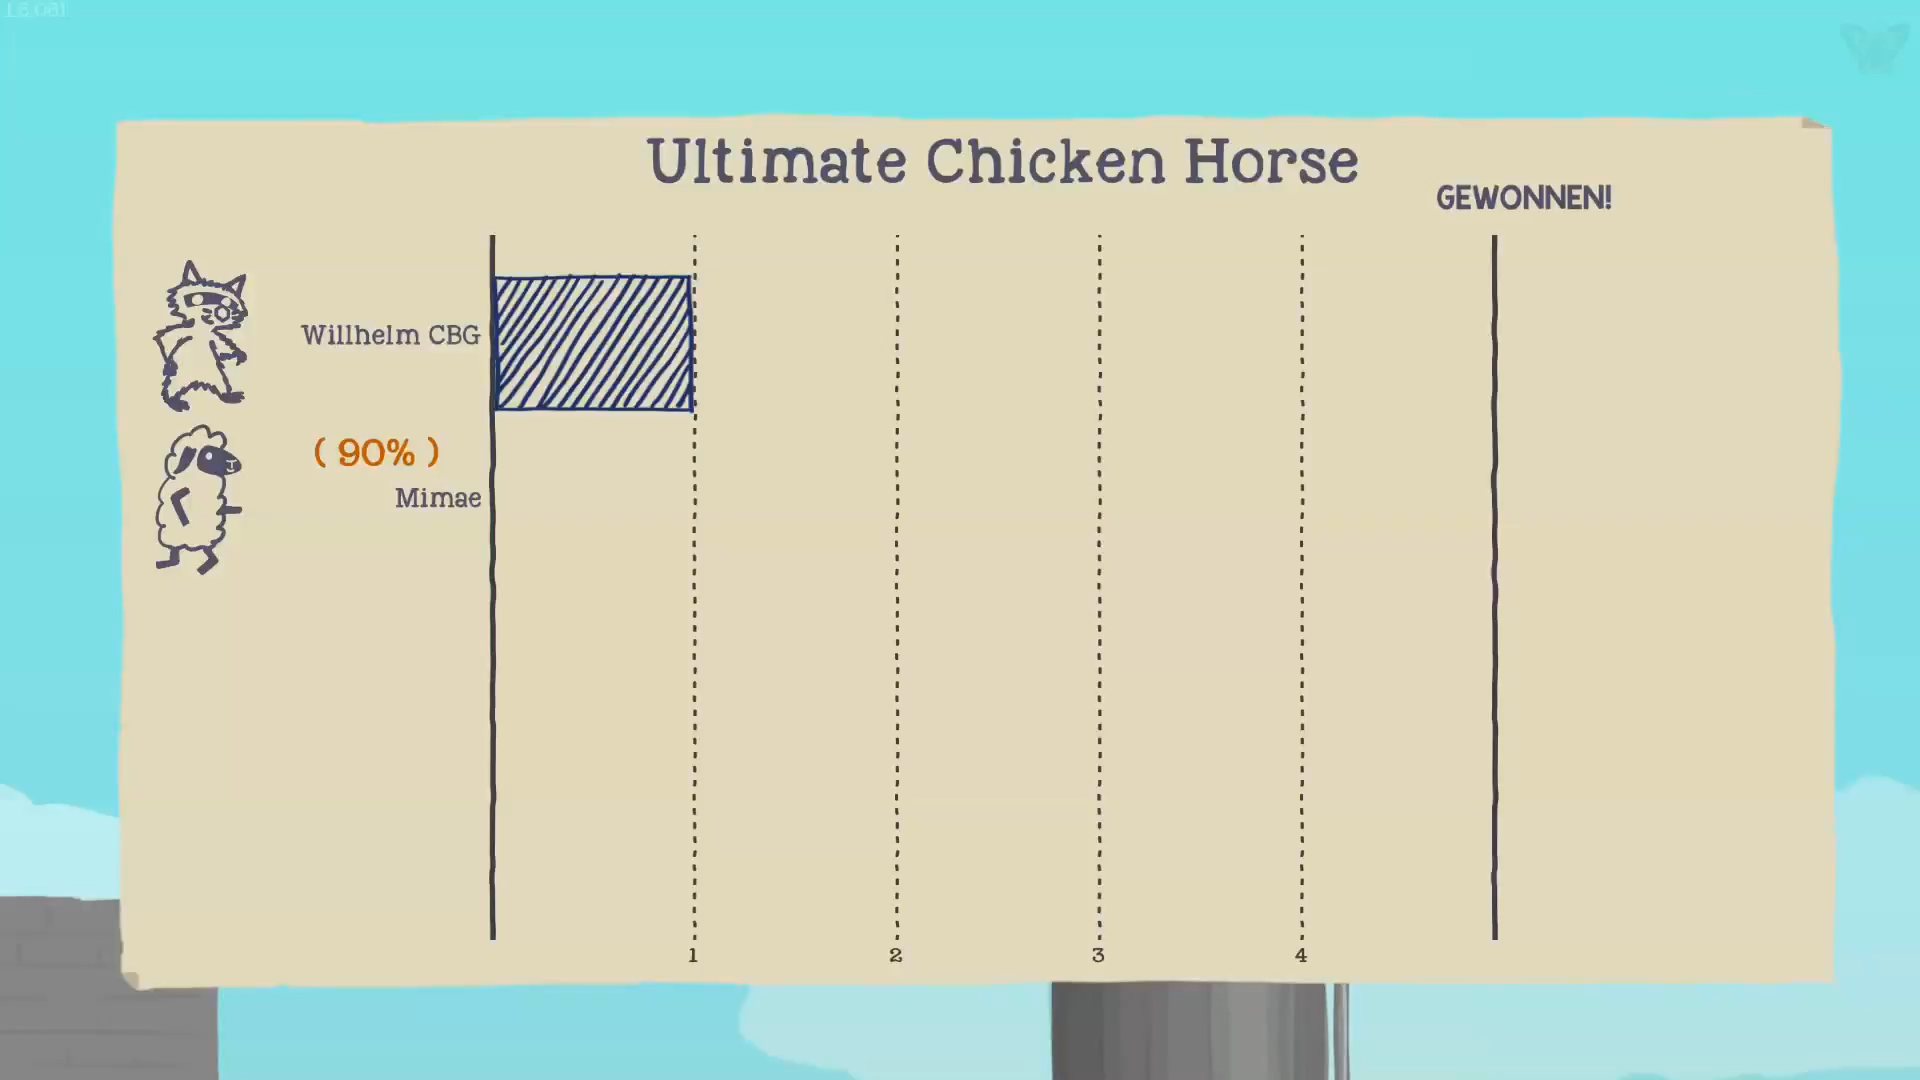 Ultimate Chicken Horse
GEWONNEN!
Willhelm CBG
( 90% )
Mimae
1 2 3 4